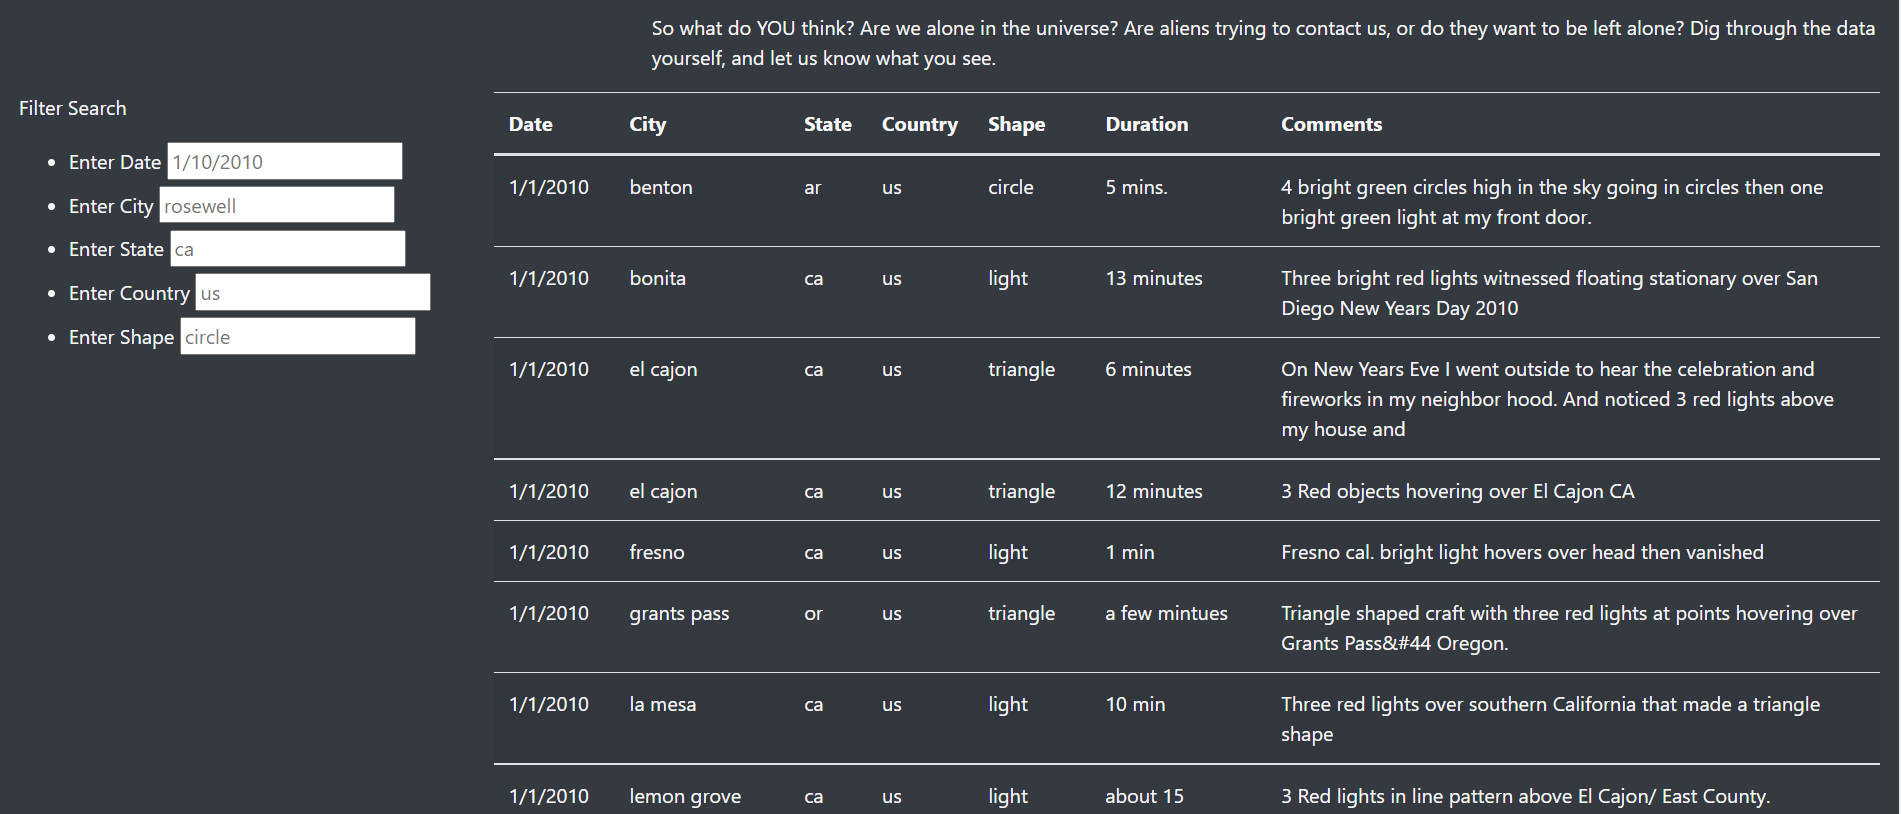 So what do YOU think? Are we alone in the universe? Are aliens trying to contact us, or do they want to be left alone? Dig through the data
yourself, and let us know what you see.
Filter Search
Enter Date 1/10/2010
Enter City rosewell
Enter State ca
Enter Country us
Enter Shape circle
Date City State Country Shape Duration Comments
1/1/2010 benton ar us circle 5 mins. 4 bright green circles high in the sky going in circles then one
bright green light at my front door.
1/1/2010 bonita ca us light 13 minutes Three bright red lights witnessed floating stationary over San
Diego New Years Day 2010
1/1/2010 el cajon ca us triangle 6 minutes On New Years Eve I went outside to hear the celebration and
fireworks in my neighbor hood. And noticed 3 red lights above
my house and
1/1/2010 el cajon ca us triangle 12 minutes 3 Red objects hovering over El Cajon CA
1/1/2010 fresno ca us light 1 min Fresno cal. bright light hovers over head then vanished
1/1/2010 grants pass or us triangle a few mintues Triangle shaped craft with three red lights at points hovering over
Grants Pass&#44 Oregon.
1/1/2010 la mesa ca us light 10 min Three red lights over southern California that made a triangle
shape
1/1/2010 lemon grove ca us light about 15 3 Red lights in line pattern above El Cajon/ East County.